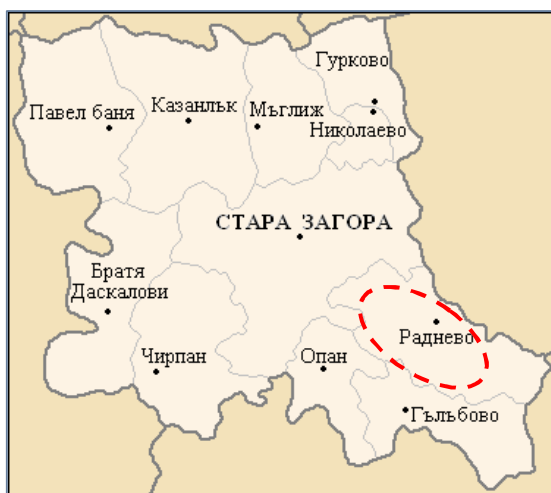 Гурково
Павел баня
Казанлък
Мъглиж
Николаево
СТАРА ЗАГОРА
Братя
Даскалови
Раднево
Чирпан
Опан
Гълъбово